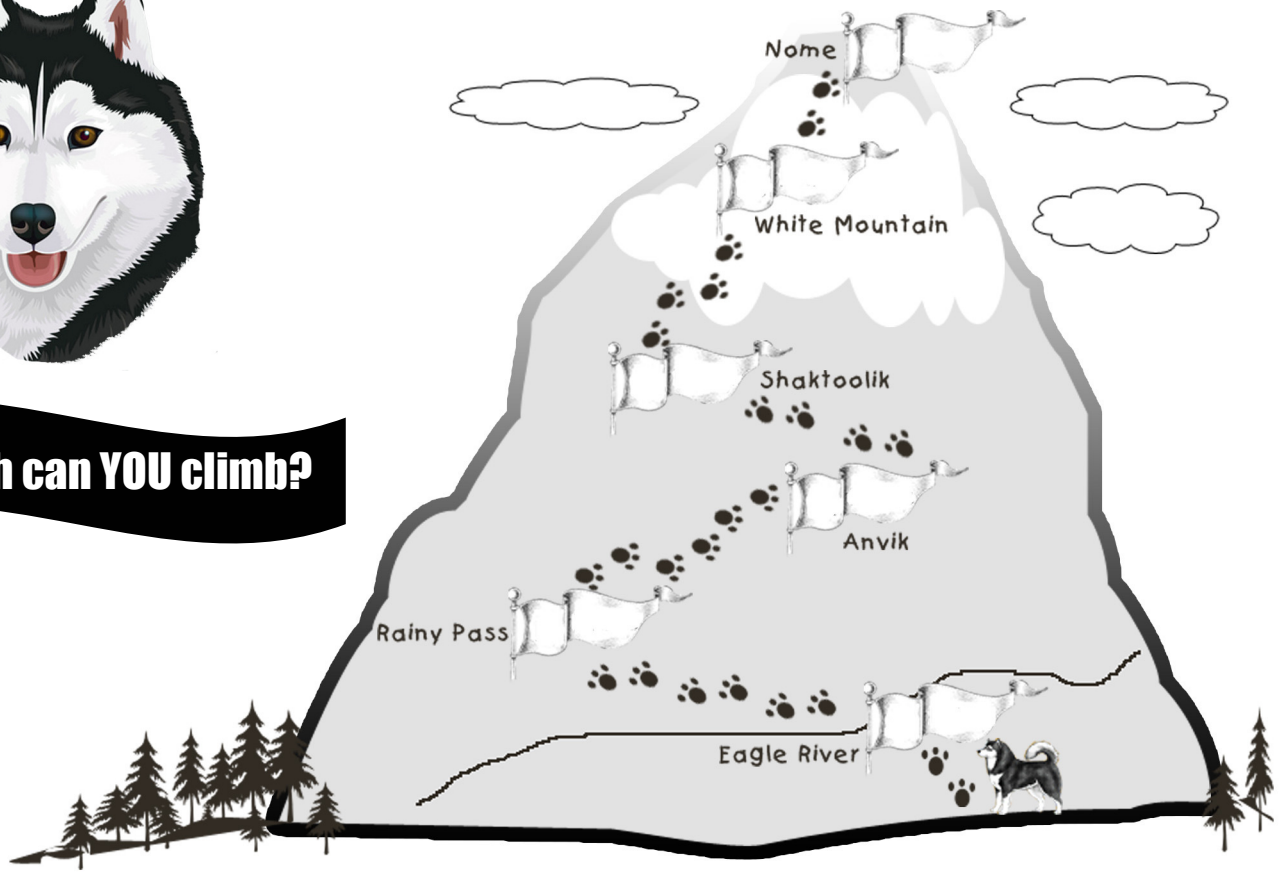 Nome
White Mountain
Shaktoolik
can YOU climb?
Anvik
Rainy Pass
Eagle River